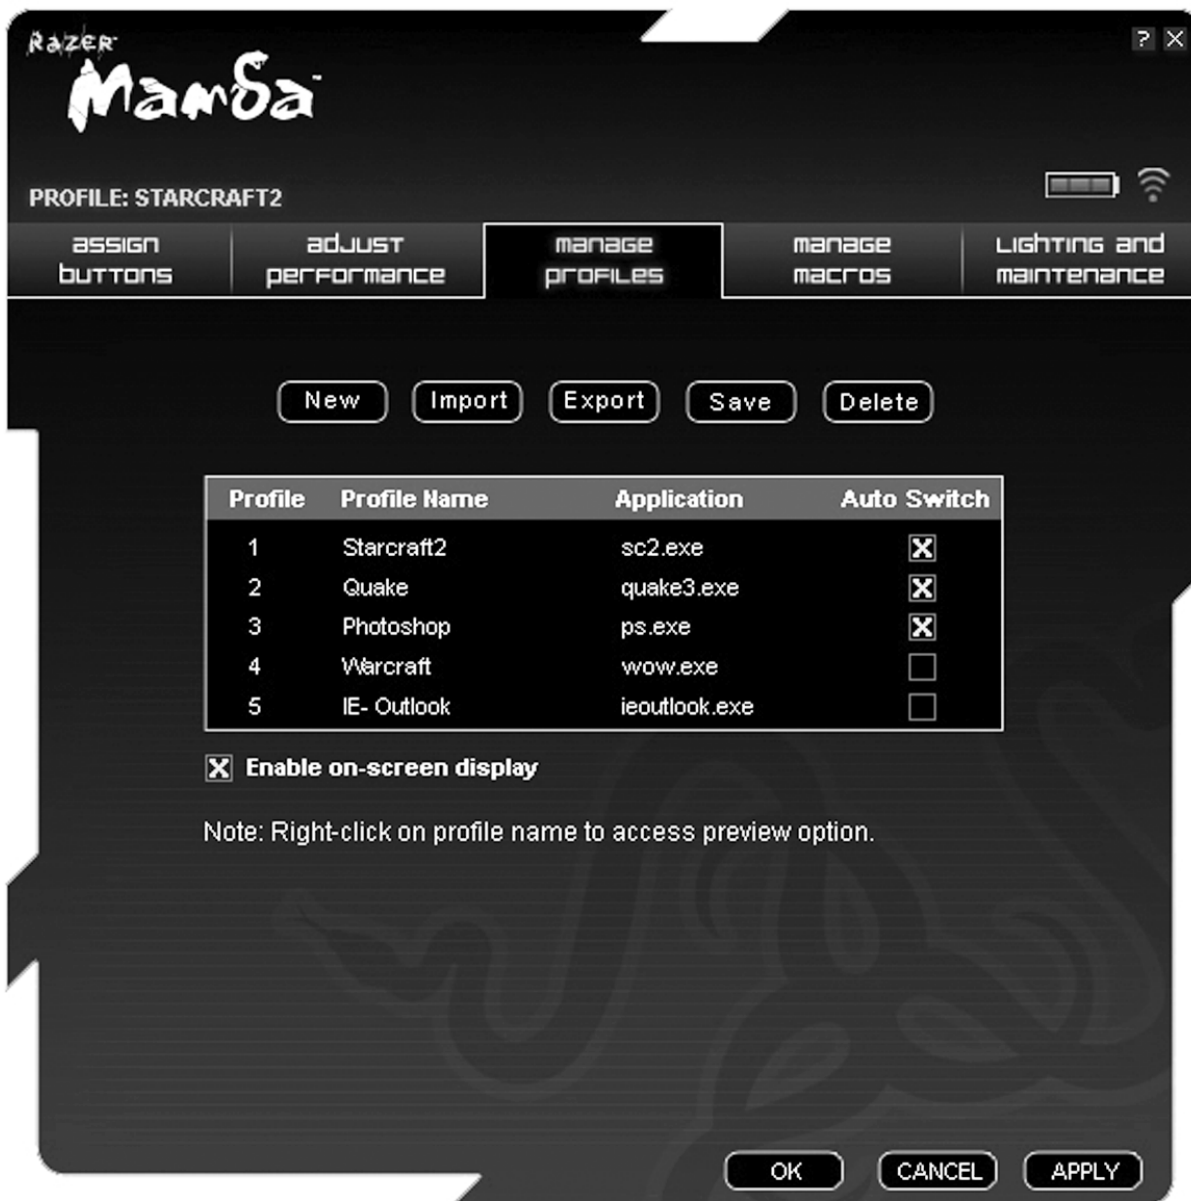 RAZER™
Mamba™
? X
PROFILE: STARCRAFT2
assign buttons
adjust performance
manage profiles
manage macros
Lighting and maintenance
New Import Export Save Delete
Profile Profile Name Application Auto Switch
1 Starcraft2 sc2.exe
2 Quake quake3.exe
3 Photoshop ps.exe
4 Warcraft wow.exe
5 IE- Outlook ieoutlook.exe
Enable on-screen display
Note: Right-click on profile name to access preview option.
OK CANCEL APPLY